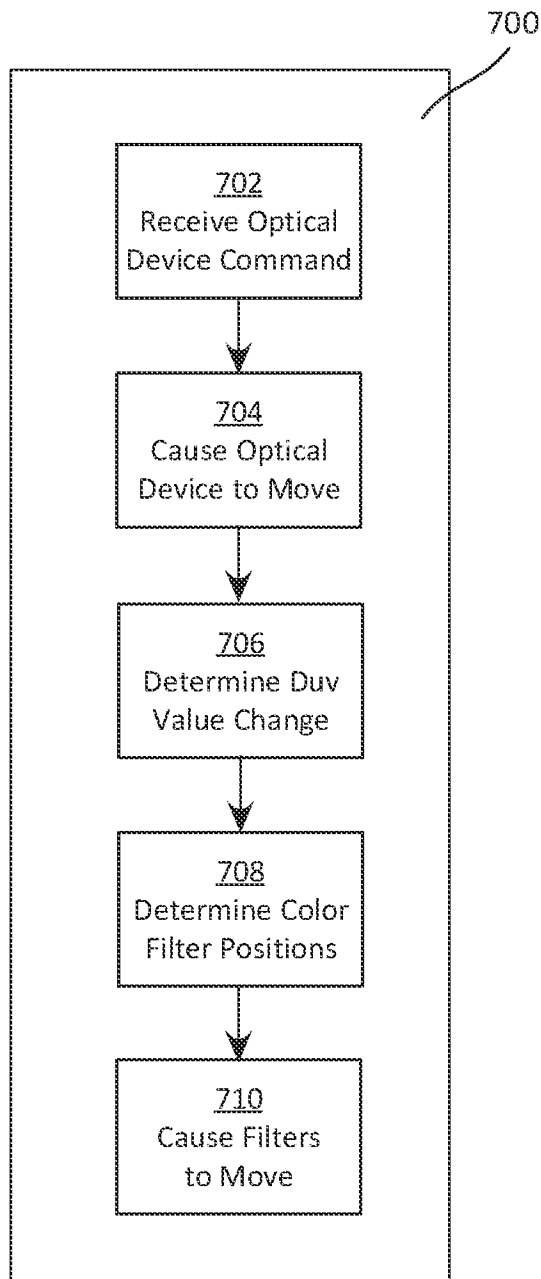 700
702
Receive Optical
Device Command
704
Cause Optical
Device to Move
706
Determine Duv
Value Change
708
Determine Color
Filter Positions
710
Cause Filters
to Move